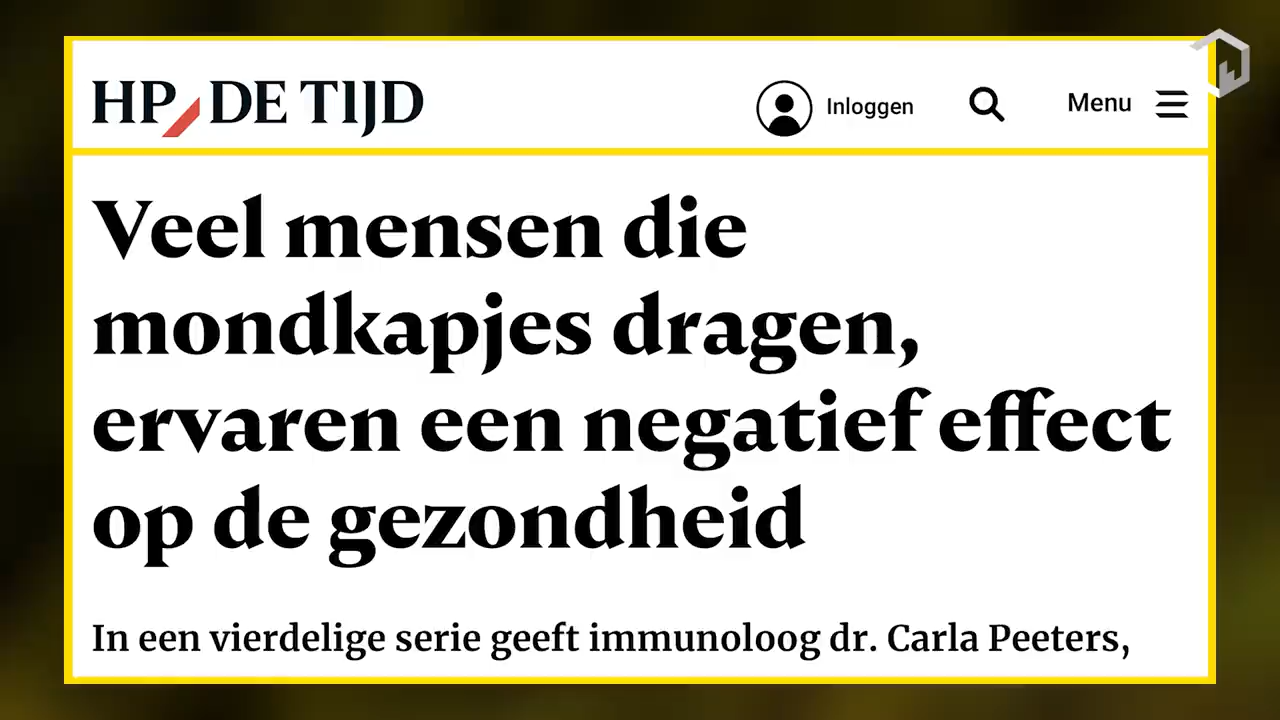 HP/DE TIJD
Inloggen
Menu
Veel mensen die
mondkapjes dragen,
ervaren een negatief effect
op de gezondheid
In een vierdelige serie geeft immunoloog dr. Carla Peeters,